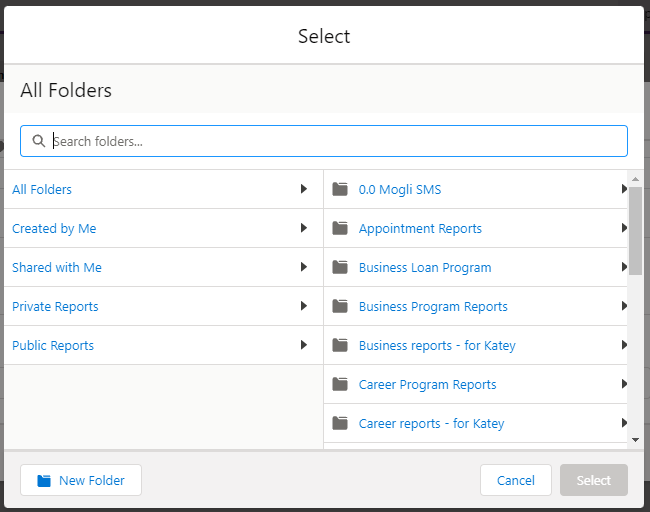 Select
All Folders
Search folders...
All Folders
Created by Me
Shared with Me
Private Reports
Public Reports
0.0 Mogli SMS
Appointment Reports
Business Loan Program
Business Program Reports
Business reports - for Katey
Career Program Reports
Career reports - for Katey
New Folder
Cancel
Select